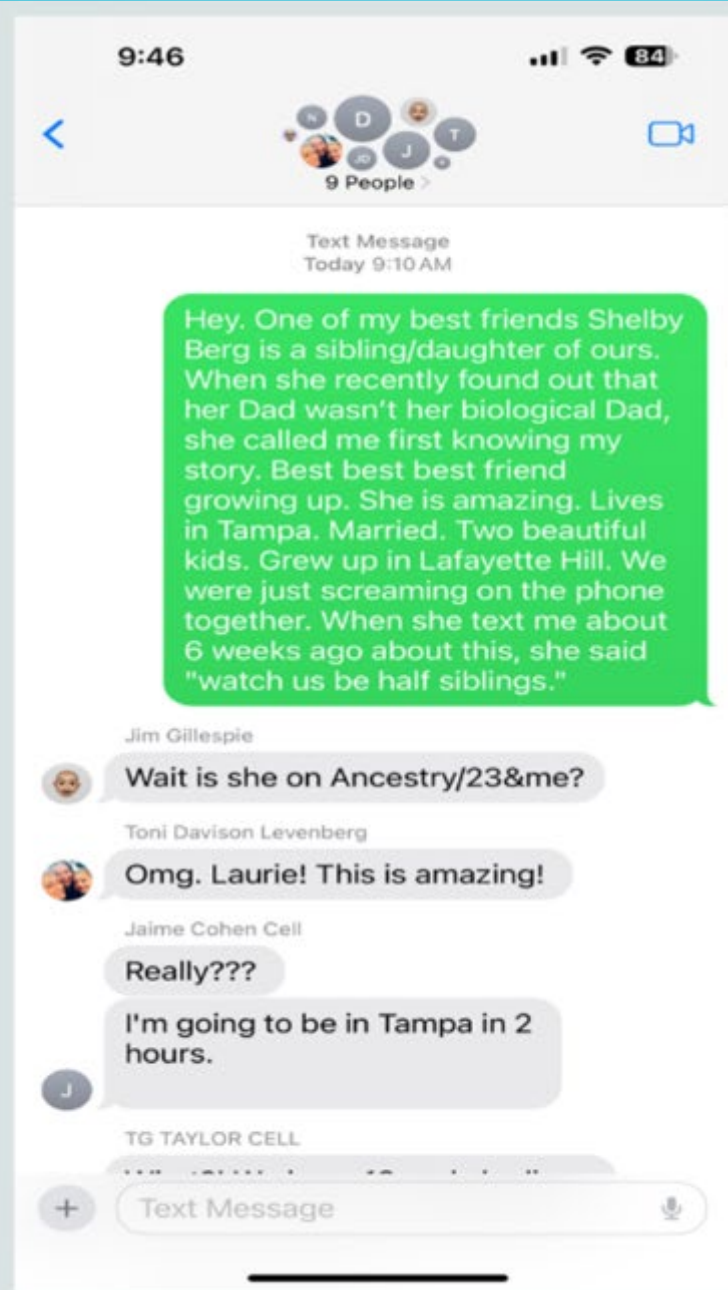 9:46
84
N D T
JD J
9 People >
Text Message
Today 9:10 AM
Hey. One of my best friends Shelby
Berg is a sibling/daughter of ours.
When she recently found out that
her Dad wasn't her biological Dad,
she called me first knowing my
story. Best best best friend
growing up. She is amazing. Lives
in Tampa. Married. Two beautiful
kids. Grew up in Lafayette Hill. We
were just screaming on the phone
together. When she text me about
6 weeks ago about this, she said
"watch us be half siblings."
Jim Gillespie
Wait is she on Ancestry/23&me?
Toni Davison Levenberg
Omg. Laurie! This is amazing!
Jaime Cohen Cell
Really???
I'm going to be in Tampa in 2
hours.
J
TG TAYLOR CELL
Text Message